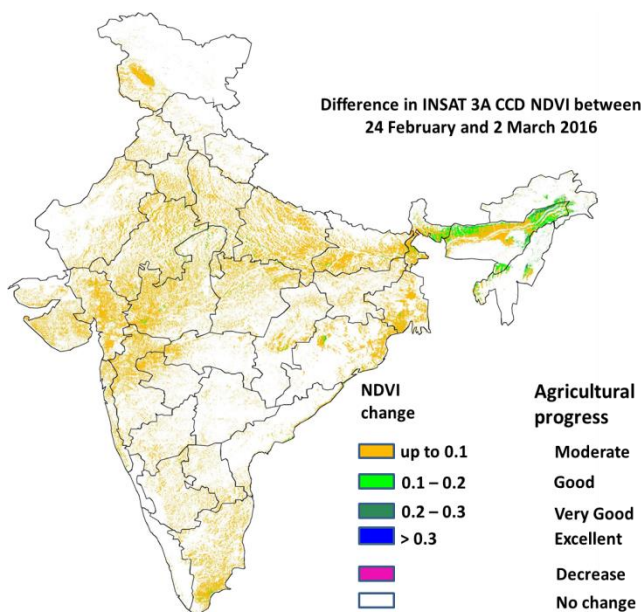 Difference in INSAT 3A CCD NDVI between
24 February and 2 March 2016
NDVI change
Agricultural progress
up to 0.1 Moderate
0.1 – 0.2 Good
0.2 – 0.3 Very Good
> 0.3 Excellent
Decrease
No change